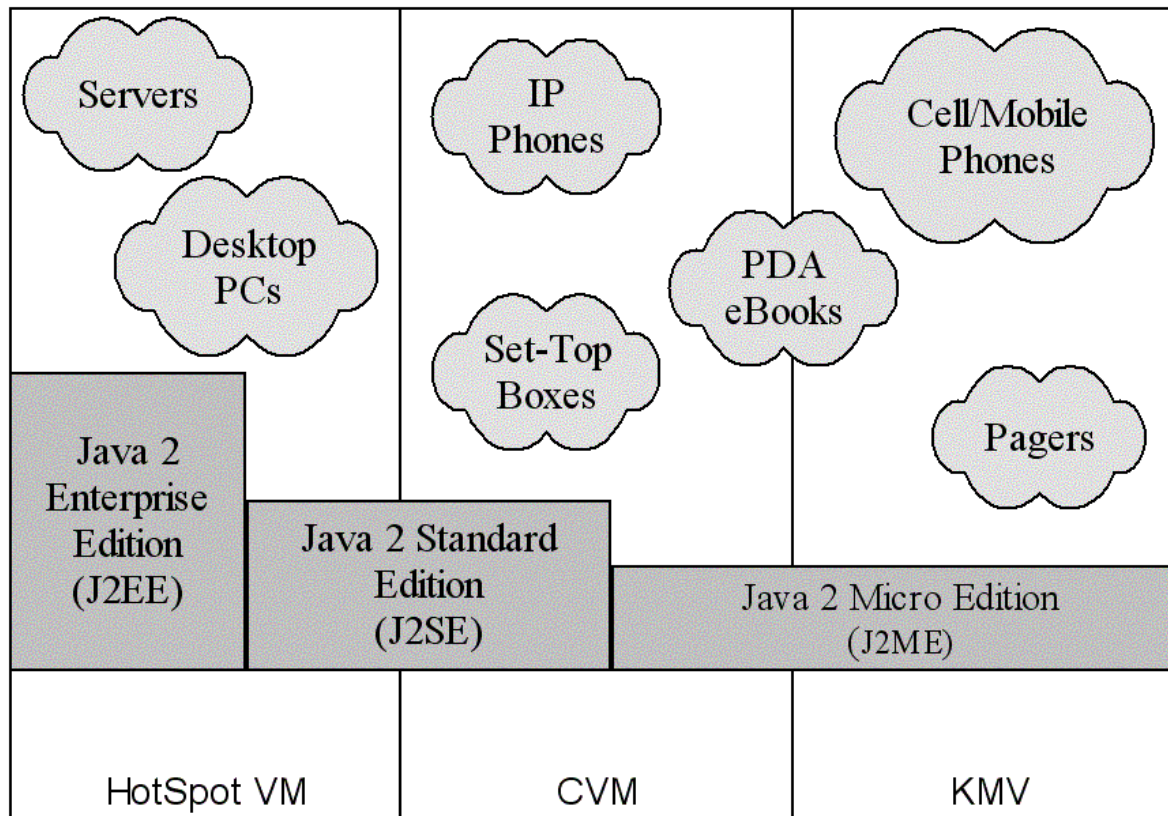 Servers
Desktop
PCs
IP
Phones
Set-Top
Boxes
PDA
eBooks
Cell/Mobile
Phones
Pagers
Java 2
Enterprise
Edition
(J2EE)
Java 2 Standard
Edition
(J2SE)
Java 2 Micro Edition
(J2ME)
HotSpot VM
CVM
KMV